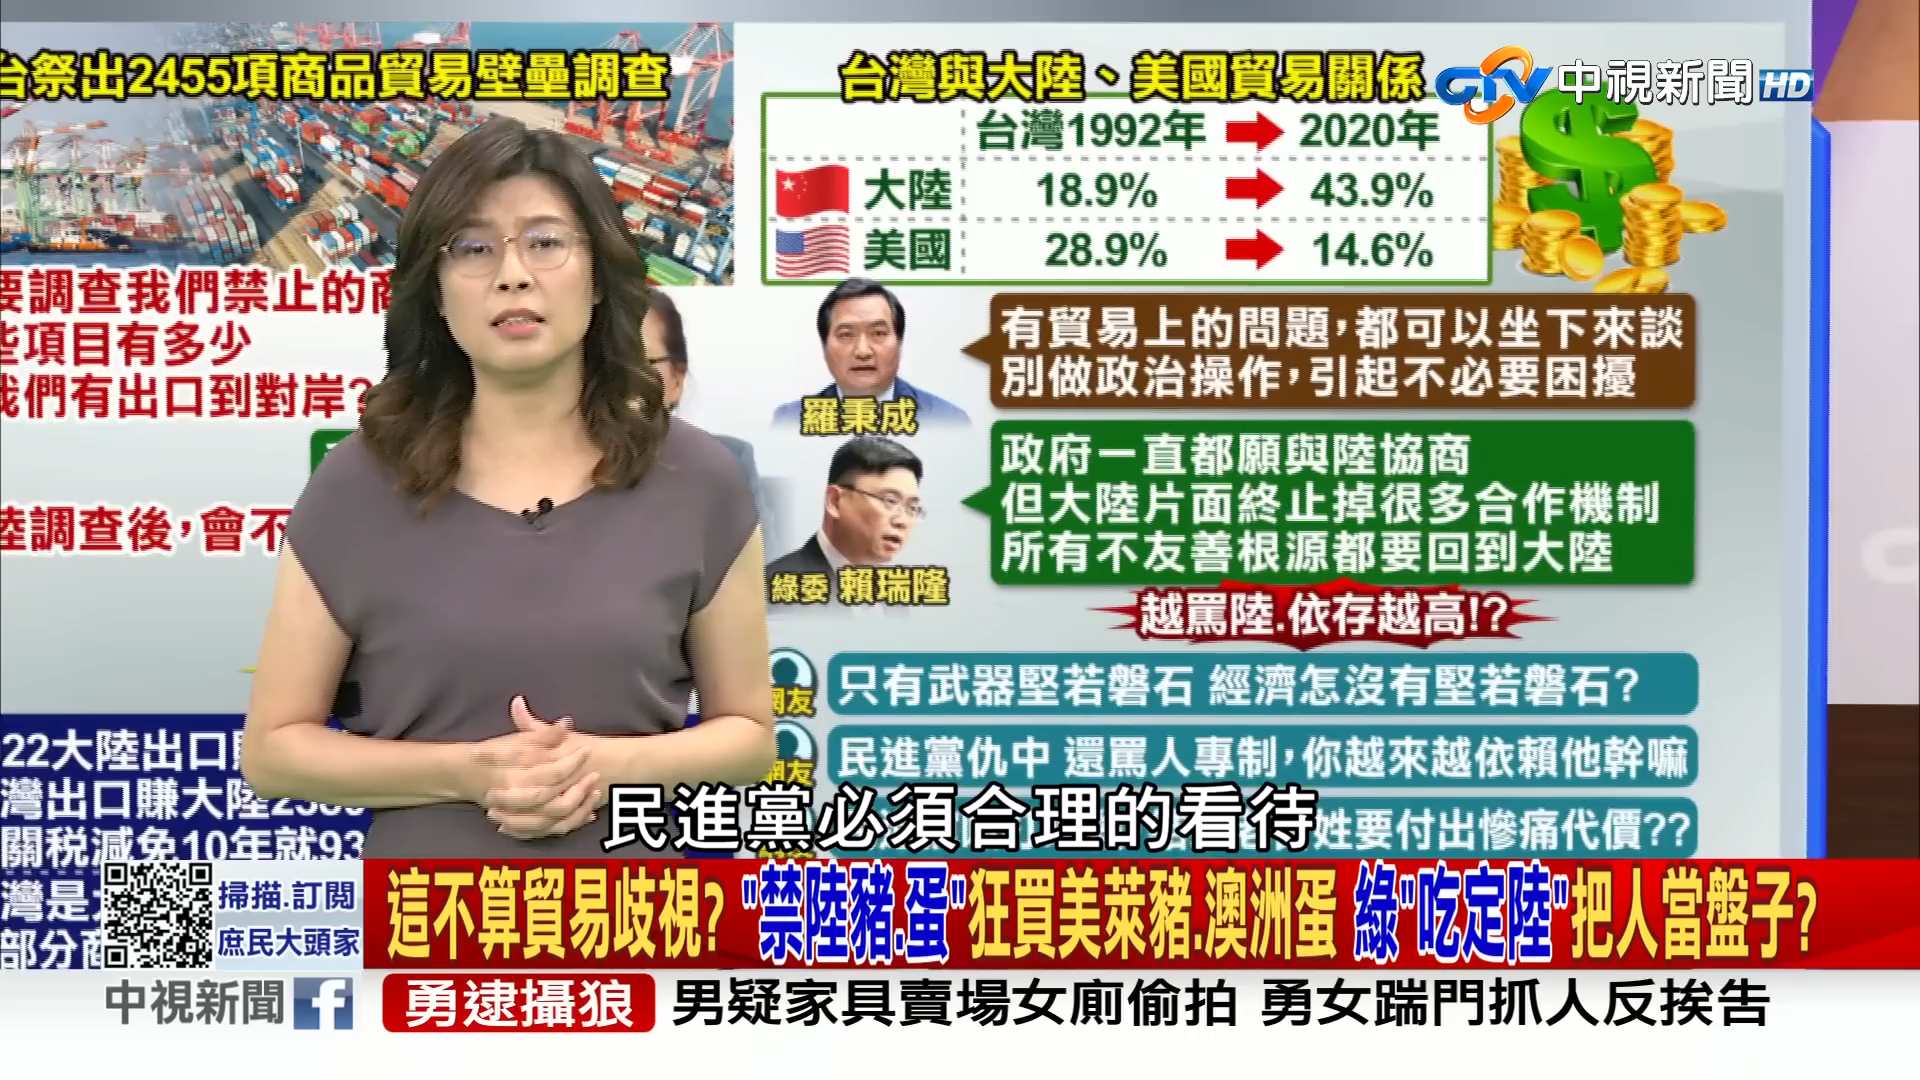 台祭出2455項商品貿易壁壘調查
要調查我們禁止的商
些項目有多少
我們有出口到對岸?
陸調查後,會不
22大陸出口
灣出口賺大陸
關稅減免10年就93
灣是
部分商
台灣與大陸、美國貿易關係
CTV 中視新聞 HD
台灣1992年 2020年
大陸 18.9% 43.9%
美國 28.9% 14.6%
有貿易上的問題,都可以坐下來談
別做政治操作,引起不必要困擾
羅秉成
政府一直都願與陸協商
但大陸片面終止掉很多合作機制
所有不友善根源都要回到大陸
綠委 賴瑞隆
越罵陸.依存越高!?
網友 只有武器堅若磐石 經濟怎沒有堅若磐石?
網友 民進黨仇中 還罵人專制,你越來越依賴他幹嘛
姓要付出慘痛代價??
民進黨必須合理的看待
掃描.訂閱
庶民大頭家
這不算貿易歧視? "禁陸豬.蛋"狂買美萊豬.澳洲蛋 綠"吃定陸"把人當盤子?
中視新聞 f
勇逮攝狼 男疑家具賣場女廁偷拍 勇女踹門抓人反挨告